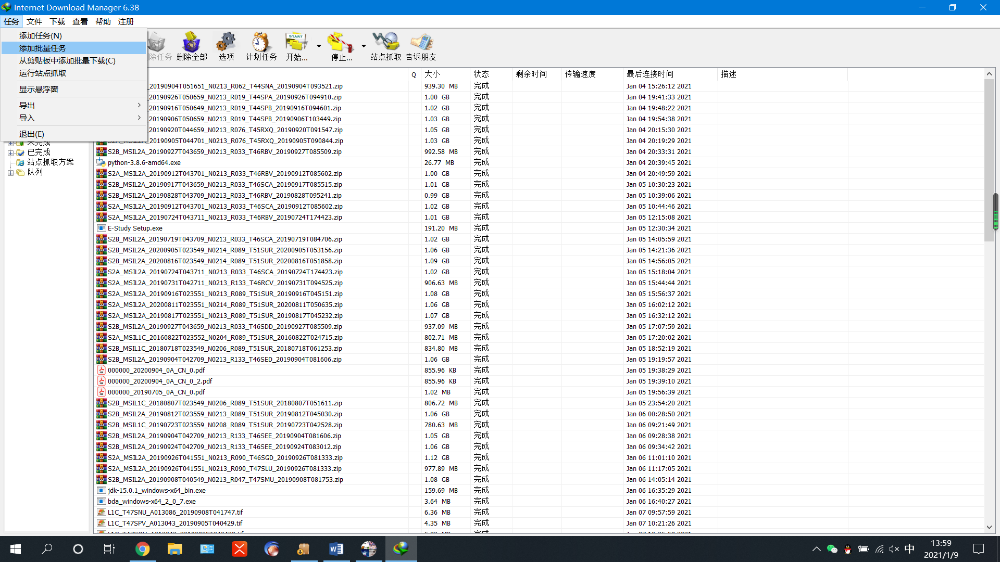 Internet Download Manager 6.38
任务 文件 下载 查看 帮助 注册
添加任务(N)
添加批量任务
从剪贴板中添加批量下载(C)
运行站点抓取
显示悬浮窗
导出
导入
退出(E)
未完成
已完成
站点抓取方案
队列
除任务 删除全部 选项 计划任务 开始... 停止... 站点抓取 告诉朋友
START
Q 大小 状态 剩余时间 传输速度 最后连接时间 描述
_20190904T051651_N0213_R062_T44SNA_20190904T093521.zip 939.30 MB 完成 Jan 04 15:26:12 2021
_20190926T050659_N0213_R019_T44SPA_20190926T094910.zip 1.00 GB 完成 Jan 04 19:41:33 2021
_20190916T050649_N0213_R019_T44SPB_20190916T094601.zip 1.02 GB 完成 Jan 04 19:48:22 2021
_20190906T050659_N0213_R019_T44SPB_20190906T103449.zip 1.03 GB 完成 Jan 04 19:54:38 2021
_20190920T044659_N0213_R076_T45RXQ_20190920T091547.zip 1.05 GB 完成 Jan 04 20:15:30 2021
S2A_MSIL2A_20190905T044701_N0213_R076_T45RXQ_20190905T090844.zip 1.03 GB 完成 Jan 04 20:19:29 2021
S2B_MSIL2A_20190927T043659_N0213_R033_T46RBV_20190927T085509.zip 992.58 MB 完成 Jan 04 20:33:31 2021
python-3.8.6-amd64.exe 26.77 MB 完成 Jan 04 20:39:45 2021
S2A_MSIL2A_20190912T043701_N0213_R033_T46RBV_20190912T085602.zip 1.00 GB 完成 Jan 04 20:49:59 2021
S2B_MSIL2A_20190917T043659_N0213_R033_T46SCA_20190917T085515.zip 1.01 GB 完成 Jan 05 10:30:23 2021
S2B_MSIL2A_20190828T043709_N0213_R033_T46RBV_20190828T095241.zip 0.99 GB 完成 Jan 05 10:39:06 2021
S2A_MSIL2A_20190912T043701_N0213_R033_T46SCA_20190912T085602.zip 1.02 GB 完成 Jan 05 10:44:46 2021
S2A_MSIL2A_20190724T043711_N0213_R033_T46RBV_20190724T174423.zip 1.01 GB 完成 Jan 05 12:15:08 2021
E-Study Setup.exe 191.20 MB 完成 Jan 05 12:30:34 2021
S2B_MSIL2A_20190719T043709_N0213_R033_T46SCA_20190719T084706.zip 1.02 GB 完成 Jan 05 14:05:59 2021
S2B_MSIL2A_20200905T023549_N0214_R089_T51SUR_20200905T053156.zip 1.06 GB 完成 Jan 05 14:21:36 2021
S2B_MSIL2A_20200816T023549_N0214_R089_T51SUR_20200816T051858.zip 1.09 GB 完成 Jan 05 14:56:05 2021
S2A_MSIL2A_20190724T043711_N0213_R033_T46SCA_20190724T174423.zip 1.02 GB 完成 Jan 05 15:18:04 2021
S2A_MSIL2A_20190731T042711_N0213_R133_T46RCV_20190731T094525.zip 906.63 MB 完成 Jan 05 15:44:44 2021
S2A_MSIL2A_20190916T023551_N0213_R089_T51SUR_20190916T045151.zip 1.08 GB 完成 Jan 05 15:56:37 2021
S2A_MSIL2A_20200811T023551_N0214_R089_T51SUR_20200811T050635.zip 1.06 GB 完成 Jan 05 16:02:12 2021
S2A_MSIL2A_20190817T023551_N0213_R089_T51SUR_20190817T045232.zip 1.07 GB 完成 Jan 05 16:32:12 2021
S2B_MSIL2A_20190927T043659_N0213_R033_T46SDD_20190927T085509.zip 937.09 MB 完成 Jan 05 17:07:59 2021
S2A_MSIL1C_20160822T023552_N0204_R089_T51SUR_20160822T024715.zip 802.71 MB 完成 Jan 05 17:20:02 2021
S2B_MSIL1C_20180718T023549_N0206_R089_T51SUR_20180718T061253.zip 834.80 MB 完成 Jan 05 18:52:19 2021
S2B_MSIL2A_20190904T042709_N0213_R133_T46SED_20190904T081606.zip 1.06 GB 完成 Jan 05 19:19:57 2021
000000_20200904_0A_CN_0.pdf 855.96 KB 完成 Jan 05 19:38:29 2021
000000_20200904_0A_CN_0_2.pdf 855.96 KB 完成 Jan 05 19:39:10 2021
000000_20190705_0A_CN_0.pdf 1.02 MB 完成 Jan 05 19:56:39 2021
S2B_MSIL1C_20180807T023549_N0206_R089_T51SUR_20180807T051611.zip 806.72 MB 完成 Jan 05 23:54:20 2021
S2B_MSIL2A_20190812T023559_N0213_R089_T51SUR_20190812T045030.zip 1.06 GB 完成 Jan 06 00:28:50 2021
S2B_MSIL1C_20190723T023559_N0208_R089_T51SUR_20190723T042528.zip 780.63 MB 完成 Jan 06 09:21:49 2021
S2B_MSIL2A_20190904T042709_N0213_R133_T46SEE_20190904T081606.zip 1.05 GB 完成 Jan 06 09:28:38 2021
S2B_MSIL2A_20190924T042709_N0213_R133_T46SEE_20190924T083012.zip 1.06 GB 完成 Jan 06 09:34:42 2021
S2A_MSIL2A_20190926T041551_N0213_R090_T46SGD_20190926T081333.zip 1.12 GB 完成 Jan 06 11:01:10 2021
S2A_MSIL2A_20190926T041551_N0213_R090_T47SLU_20190926T081333.zip 977.89 MB 完成 Jan 06 11:17:05 2021
S2B_MSIL2A_20190908T040549_N0213_R047_T47SMU_20190908T081753.zip 1.08 GB 完成 Jan 06 14:05:14 2021
jdk-15.0.1_windows-x64_bin.exe 159.69 MB 完成 Jan 06 16:35:29 2021
bda_windows-x64_2_0_7.exe 3.64 MB 完成 Jan 06 16:40:27 2021
L1C_T47SNU_A013086_20190908T041747.tif 6.36 MB 完成 Jan 07 09:57:59 2021
L1C_T47SPV_A013043_20190905T040429.tif 4.35 MB 完成 Jan 07 10:21:26 2021
中
13:59
2021/1/9